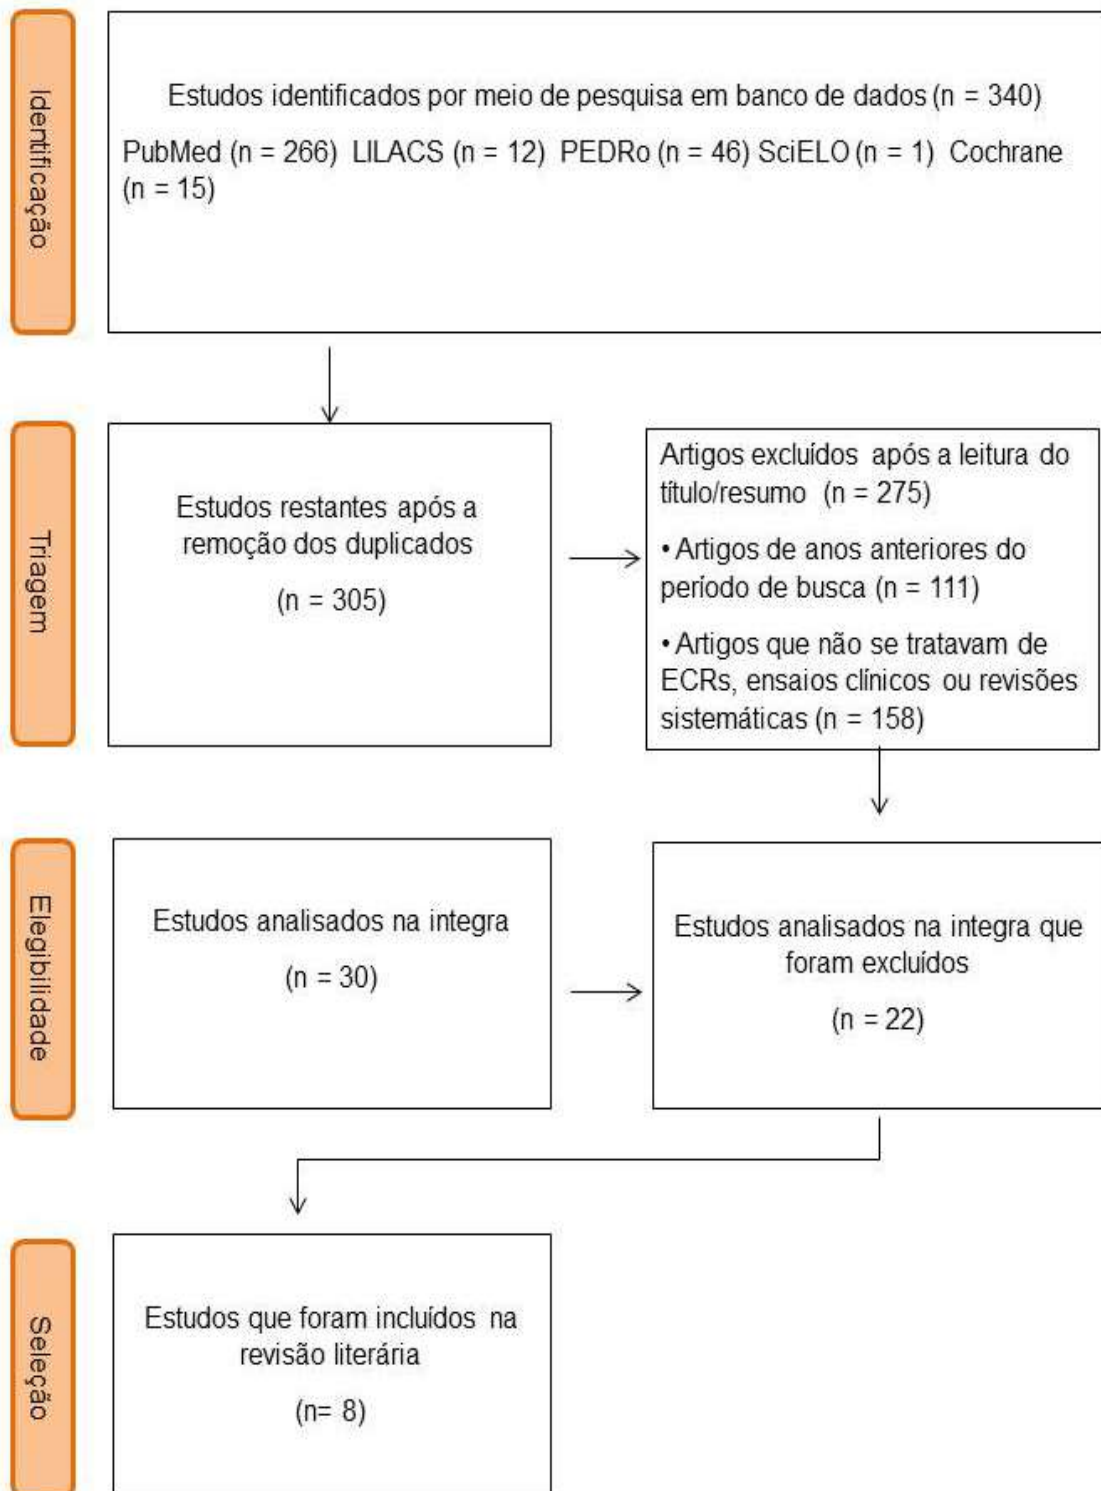 Identificação
Estudos identificados por meio de pesquisa em banco de dados (n = 340)
PubMed (n = 266) LILACS (n = 12) PEDRo (n = 46) SciELO (n = 1) Cochrane
(n = 15)
Triagem
Estudos restantes após a
remoção dos duplicados
(n = 305)
Artigos excluídos após a leitura do
título/resumo (n = 275)
• Artigos de anos anteriores do
período de busca (n = 111)
• Artigos que não se tratavam de
ECRs, ensaios clínicos ou revisões
sistemáticas (n = 158)
Elegibilidade
Estudos analisados na integra
(n = 30)
Estudos analisados na integra que
foram excluídos
(n = 22)
Seleção
Estudos que foram incluídos na
revisão literária
(n= 8)